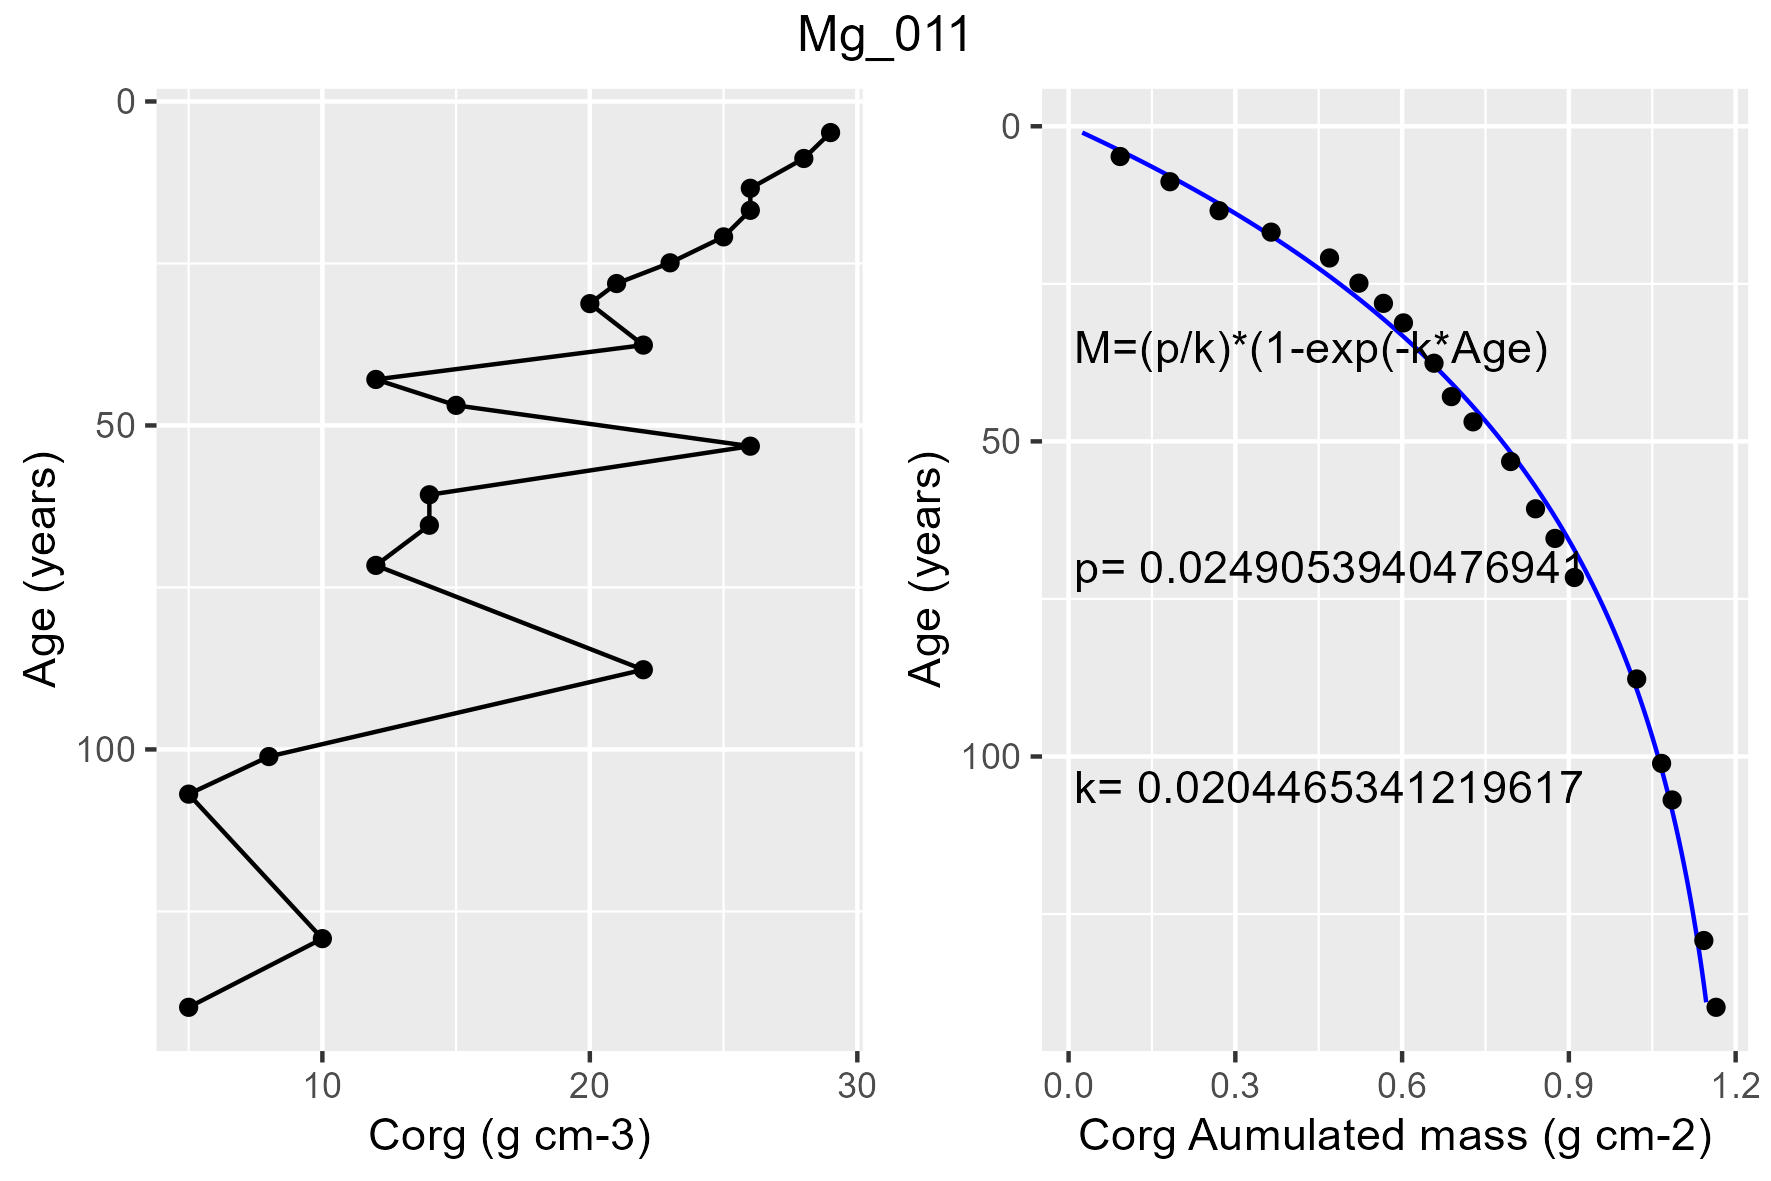 Mg_011
0
50
100
Age (years)
10 20 30
Corg (g cm-3)
0
50
100
Age (years)
M=(p/k)*(1-exp(-k*Age)
p= 0.0249053940476941
k= 0.0204465341219617
0.0 0.3 0.6 0.9 1.2
Corg Aumulated mass (g cm-2)